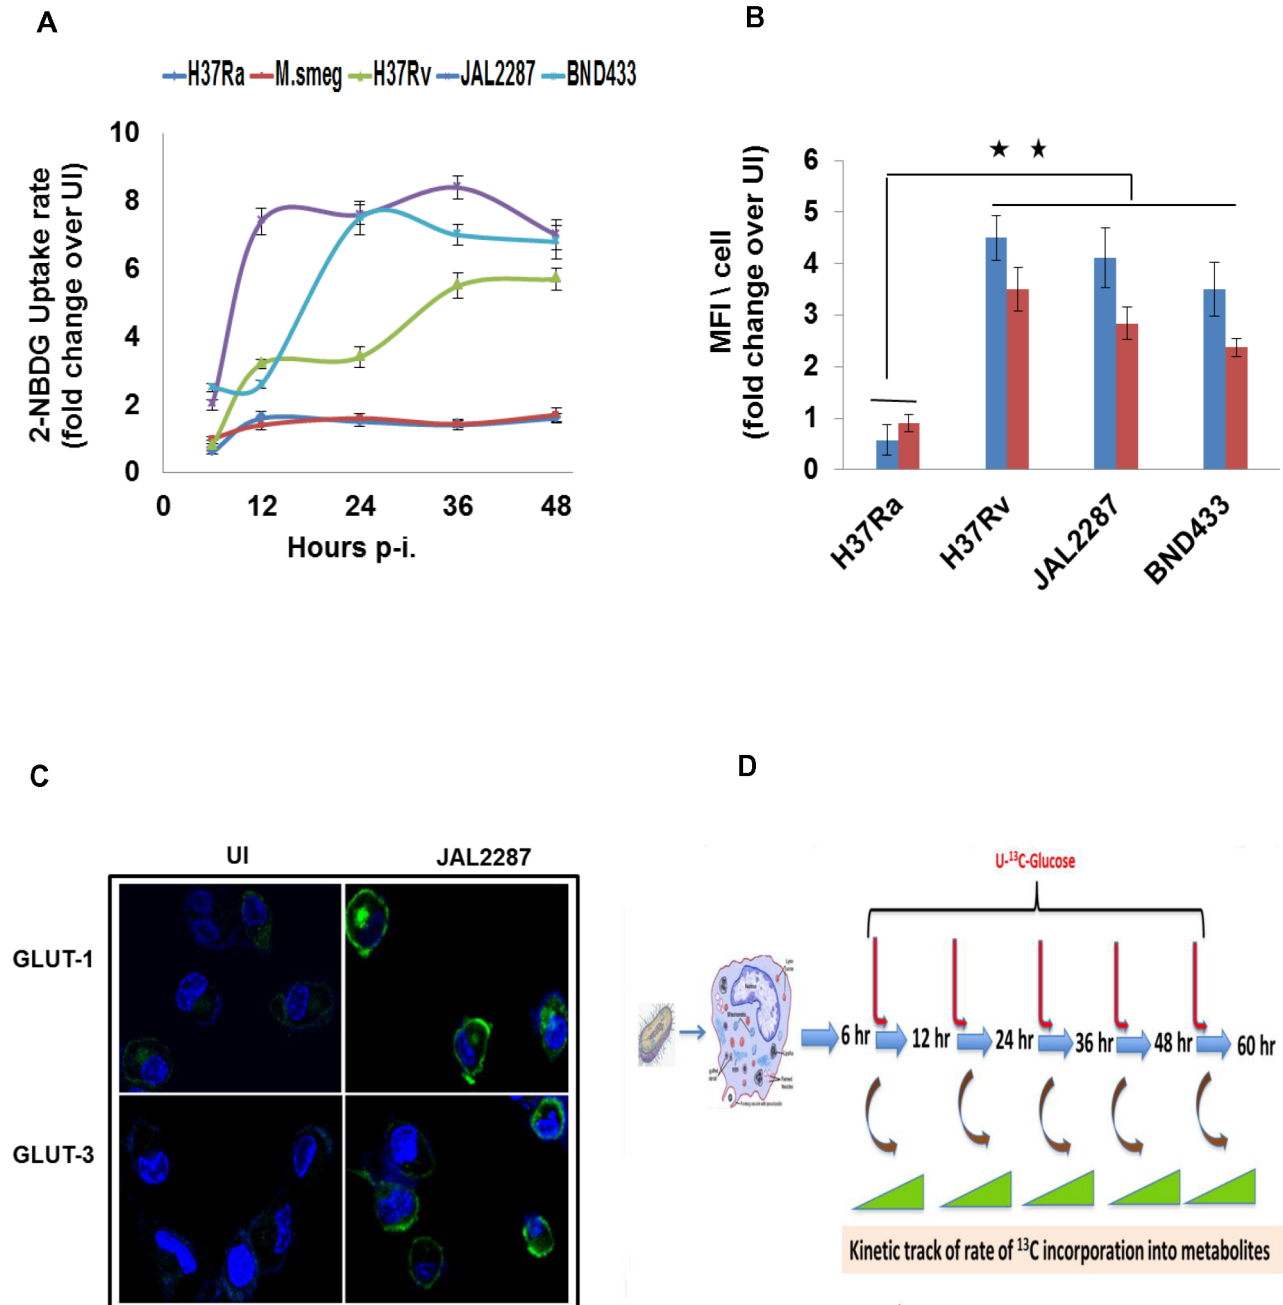 A
H37Ra M.smeg H37Rv JAL2287 BND433
2-NBDG Uptake rate
(fold change over UI)
10
8
6
4
2
0
0 12 24 36 48
Hours p-i.
B
MFI \ cell
(fold change over UI)
6
5
4
3
2
1
0
★ ★
H37Ra
H37Rv
JAL2287
BND433
C
UI JAL2287
GLUT-1
GLUT-3
D
U-¹³C-Glucose
6 hr 12 hr 24 hr 36 hr 48 hr 60 hr
Kinetic track of rate of ¹³C incorporation into metabolites